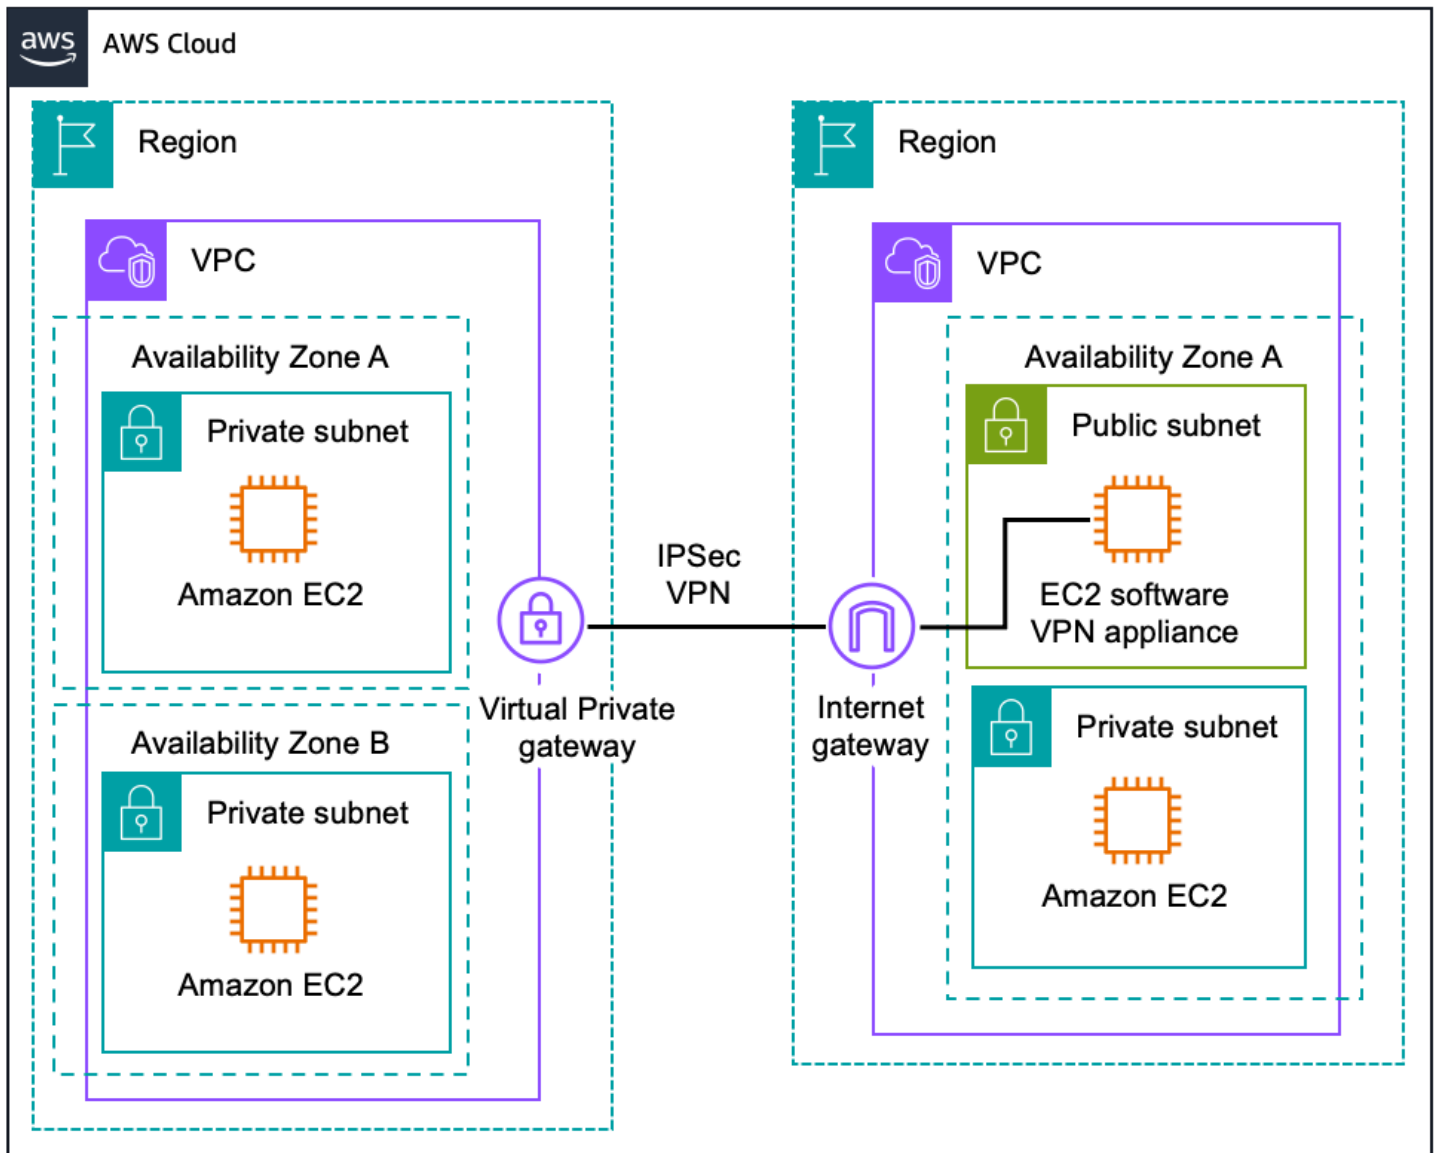 aws
AWS Cloud
Region
VPC
Availability Zone A
Private subnet
Amazon EC2
Availability Zone B
Private subnet
Amazon EC2
Virtual Private
gateway
IPSec
VPN
Internet
gateway
Region
VPC
Availability Zone A
Public subnet
EC2 software
VPN appliance
Private subnet
Amazon EC2